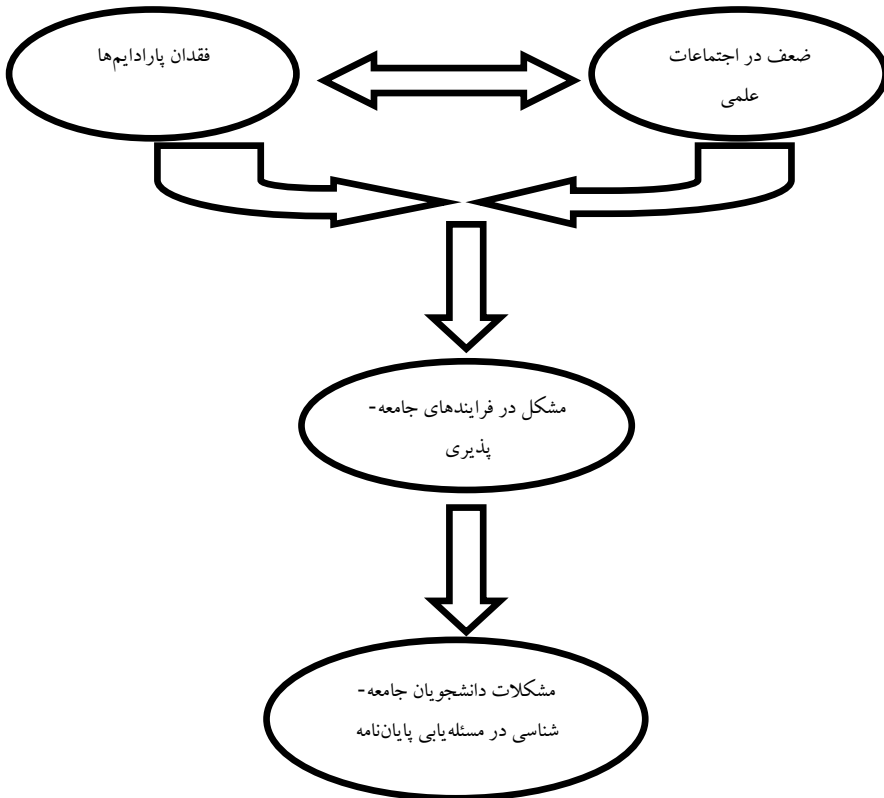 ضعف در اجتماعات
علمی
فقدان پارادایم‌ها
مشکل در فرایندهای جامعه-
پذیری
مشکلات دانشجویان جامعه-
شناسی در مسئله‌یابی پایان‌نامه